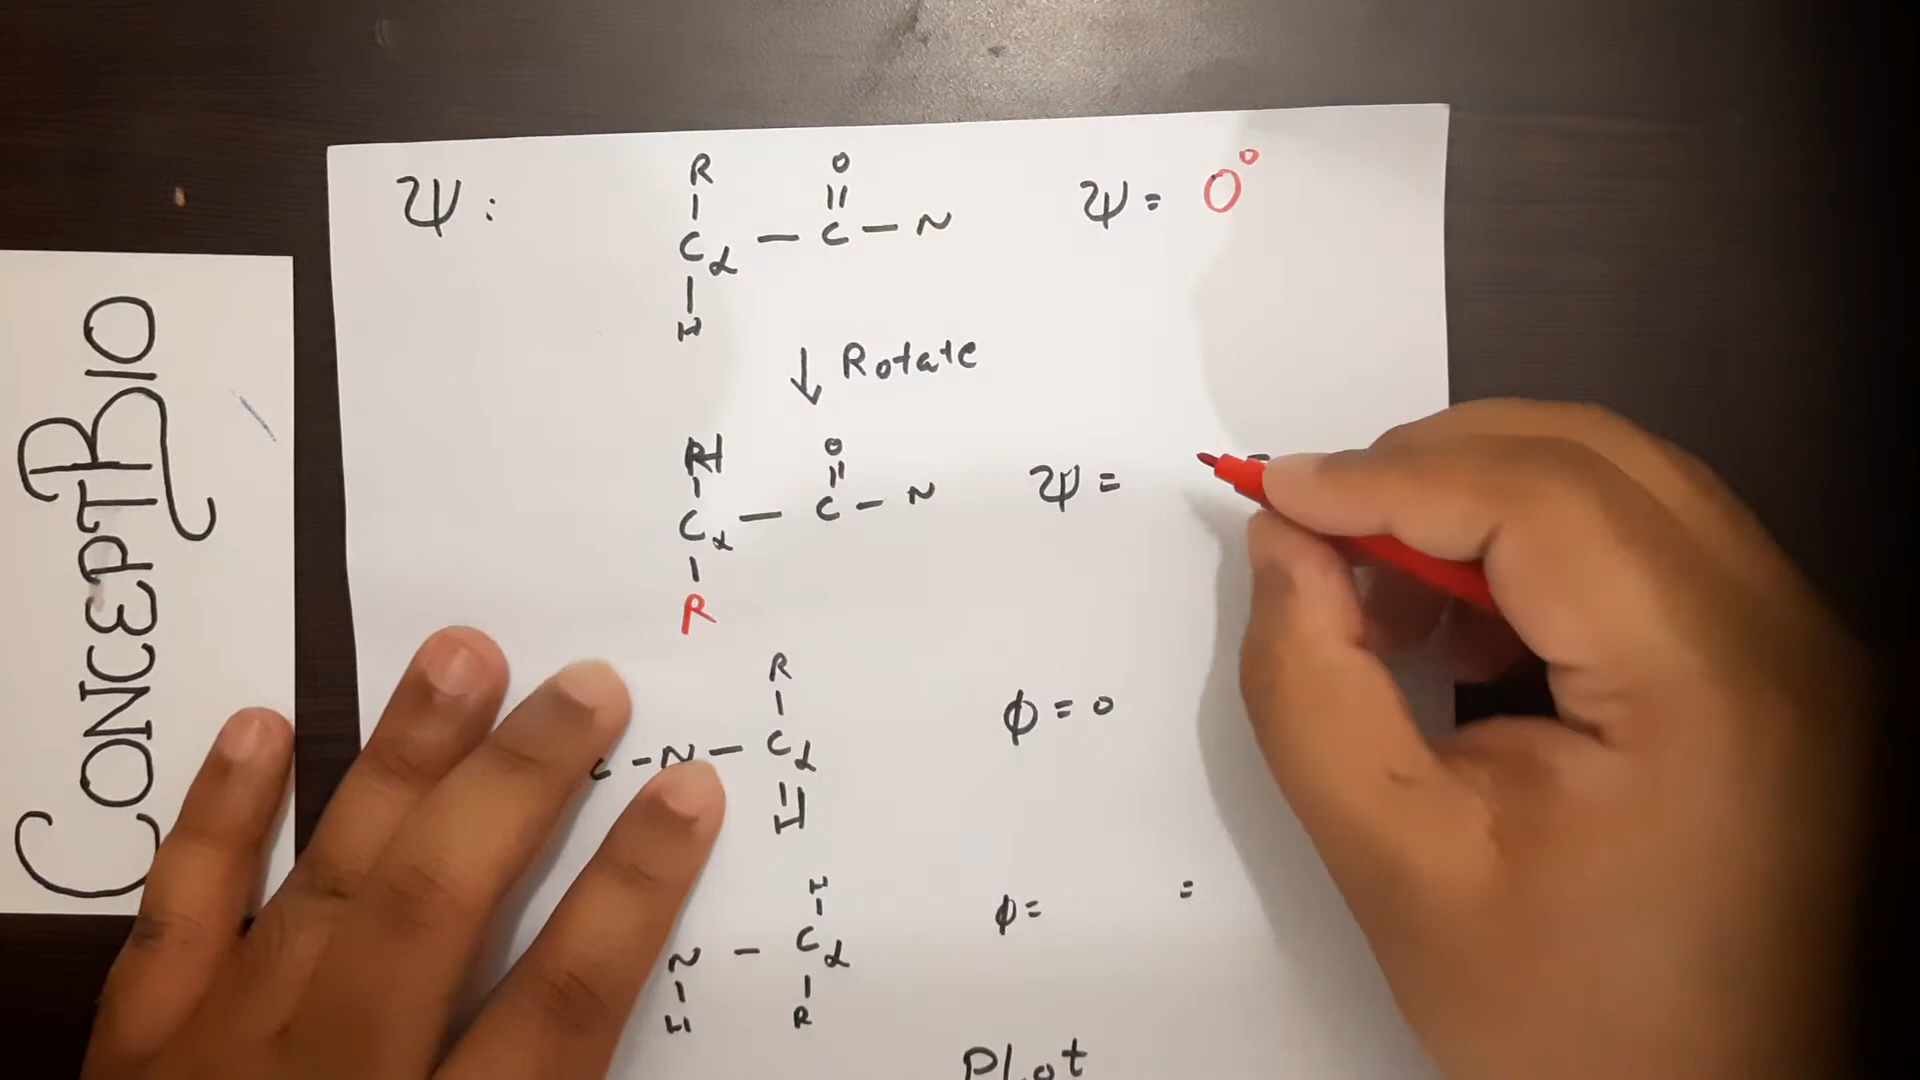 CONCEPTBIO
Ψ:
R O
| ||
Cα — C — N Ψ = 0°
|
H
↓ Rotate
O
| ||
Cα — C — N Ψ =
|
R
R
|
C - N — Cα ϕ = 0
||
H
H
|
N — Cα ϕ = =
| |
H R
Plot